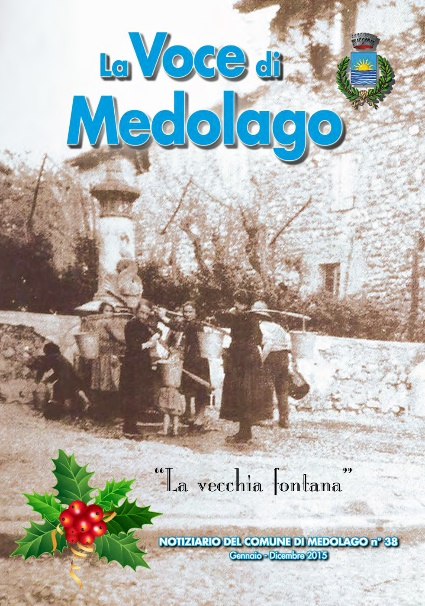 La Voce di
Medolago
"La vecchia fontana"
NOTIZIARIO DEL COMUNE DI MEDOLAGO n° 38
Gennaio - Dicembre 2015